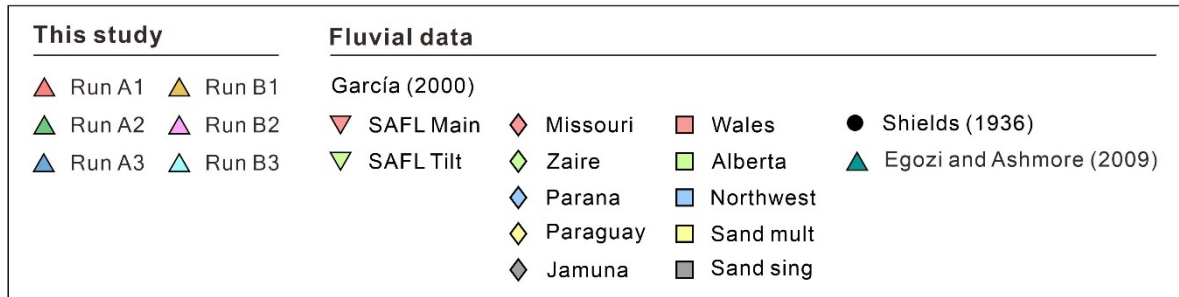 This study
Run A1 Run B1
Run A2 Run B2
Run A3 Run B3
Fluvial data
García (2000)
SAFL Main Missouri Wales Shields (1936)
SAFL Tilt Zaire Alberta Egozi and Ashmore (2009)
Parana Northwest
Paraguay Sand mult
Jamuna Sand sing